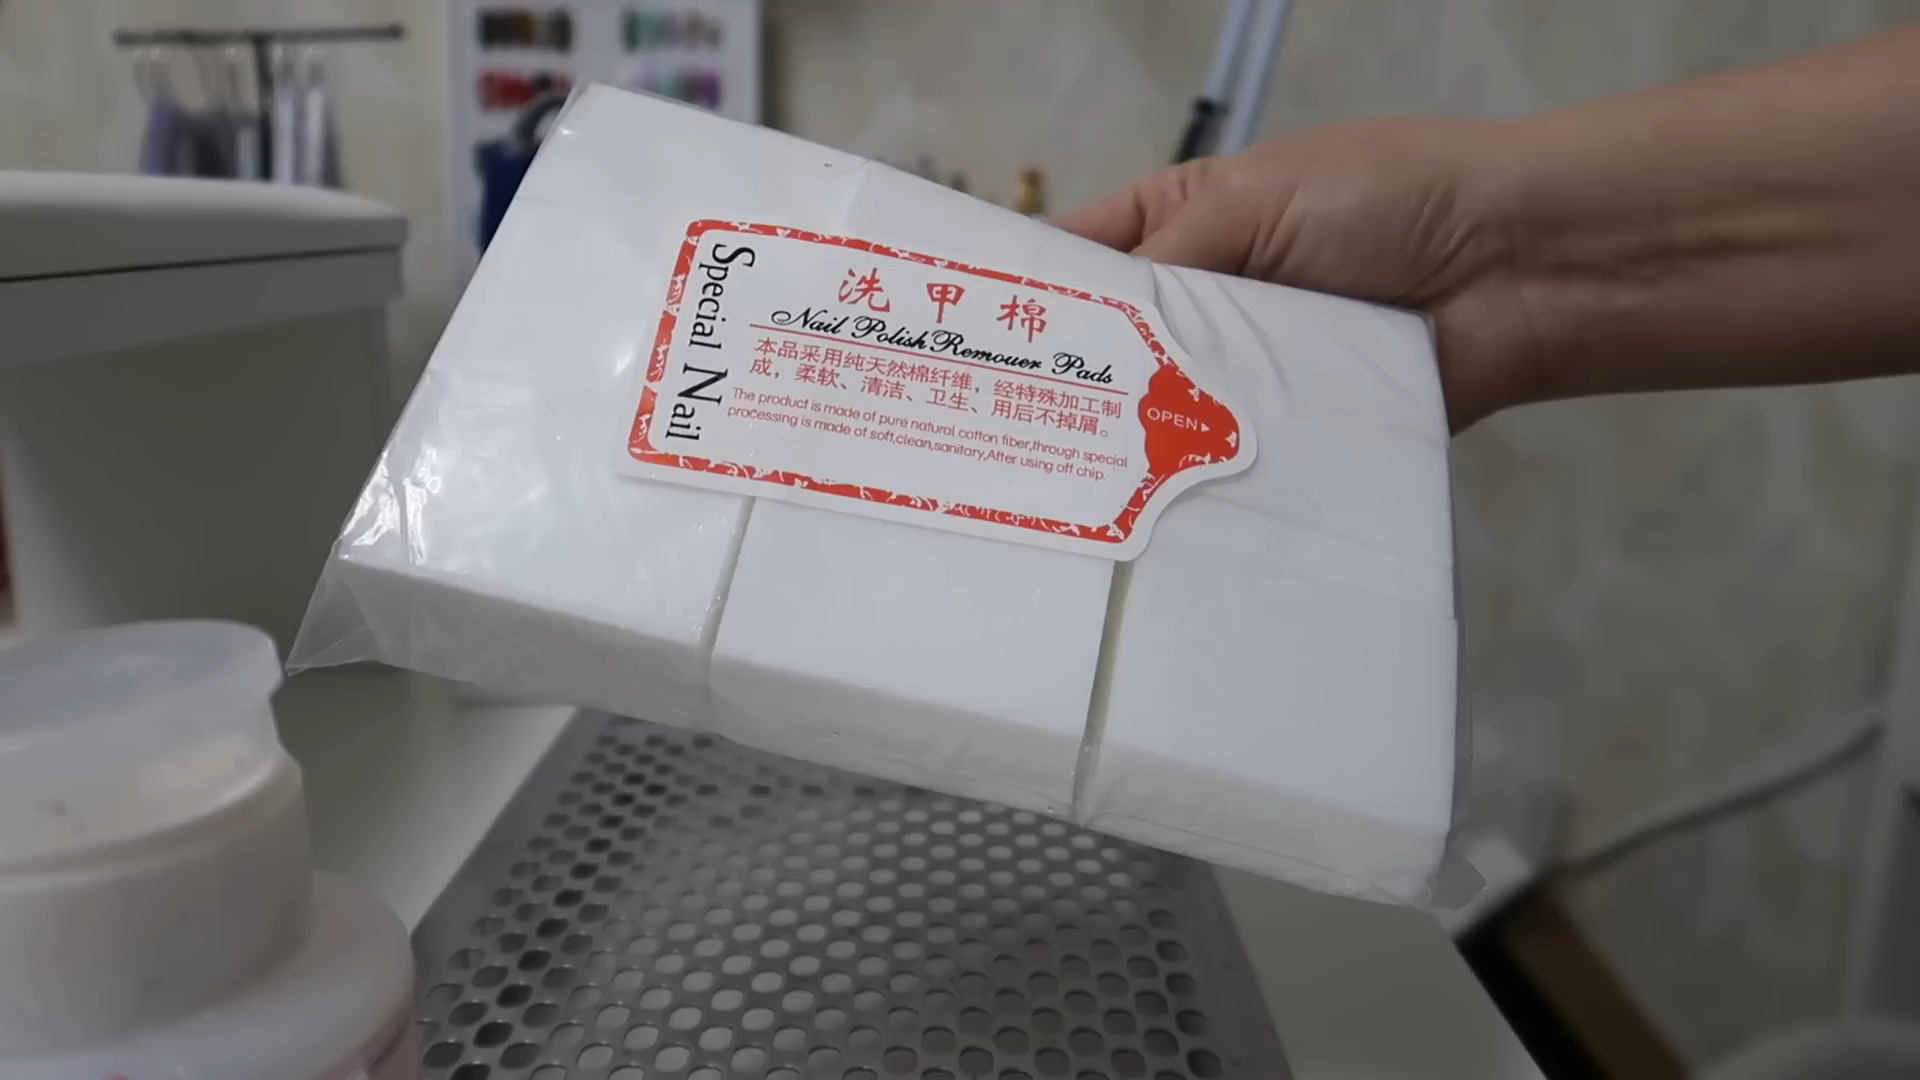 Special Nail
洗甲棉
Nail Polish Remouer Pads
本品采用纯天然棉纤维，经特殊加工制
成，柔软、清洁、卫生、用后不掉屑。
The product is made of pure natural cotton fiber,through special
processing is made of soft,clean,sanitary,After using off chip.
OPEN